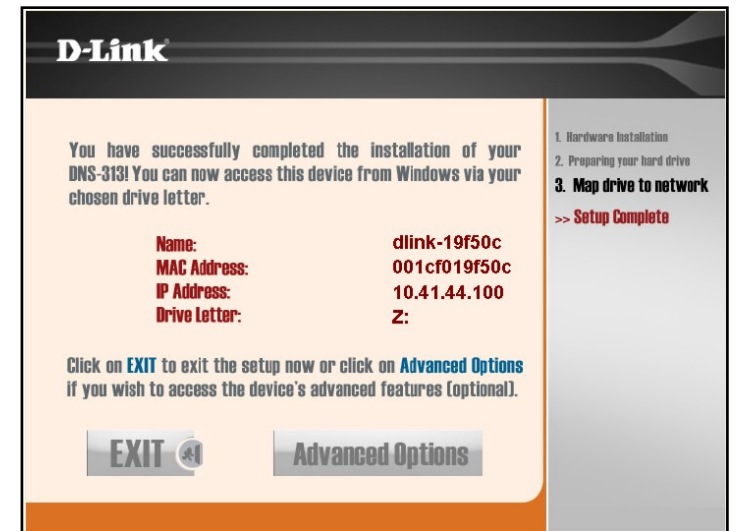 D-Link
You have successfully completed the installation of your
DNS-313! You can now access this device from Windows via your
chosen drive letter.
Name: dlink-19f50c
MAC Address: 001cf019f50c
IP Address: 10.41.44.100
Drive Letter: Z:
Click on EXIT to exit the setup now or click on Advanced Options
if you wish to access the device's advanced features (optional).
EXIT
Advanced Options
1. Hardware Installation
2. Preparing your hard drive
3. Map drive to network
>> Setup Complete